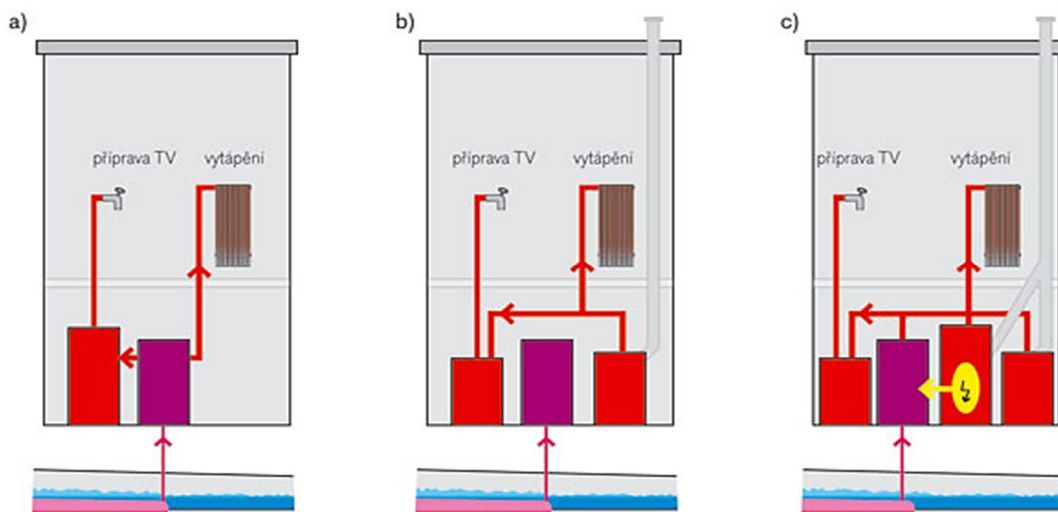 a)
b)
c)
příprava TV
vytápění
příprava TV
vytápění
příprava TV
vytápění